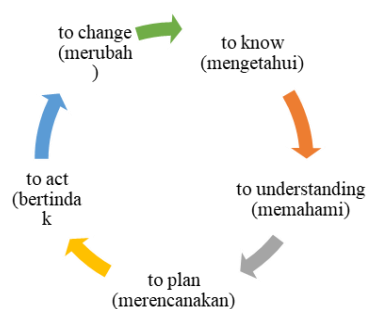 to change
(merubah
)
to know
(mengetahui)
to understanding
(memahami)
to plan
(merencanakan)
to act
(bertinda
k